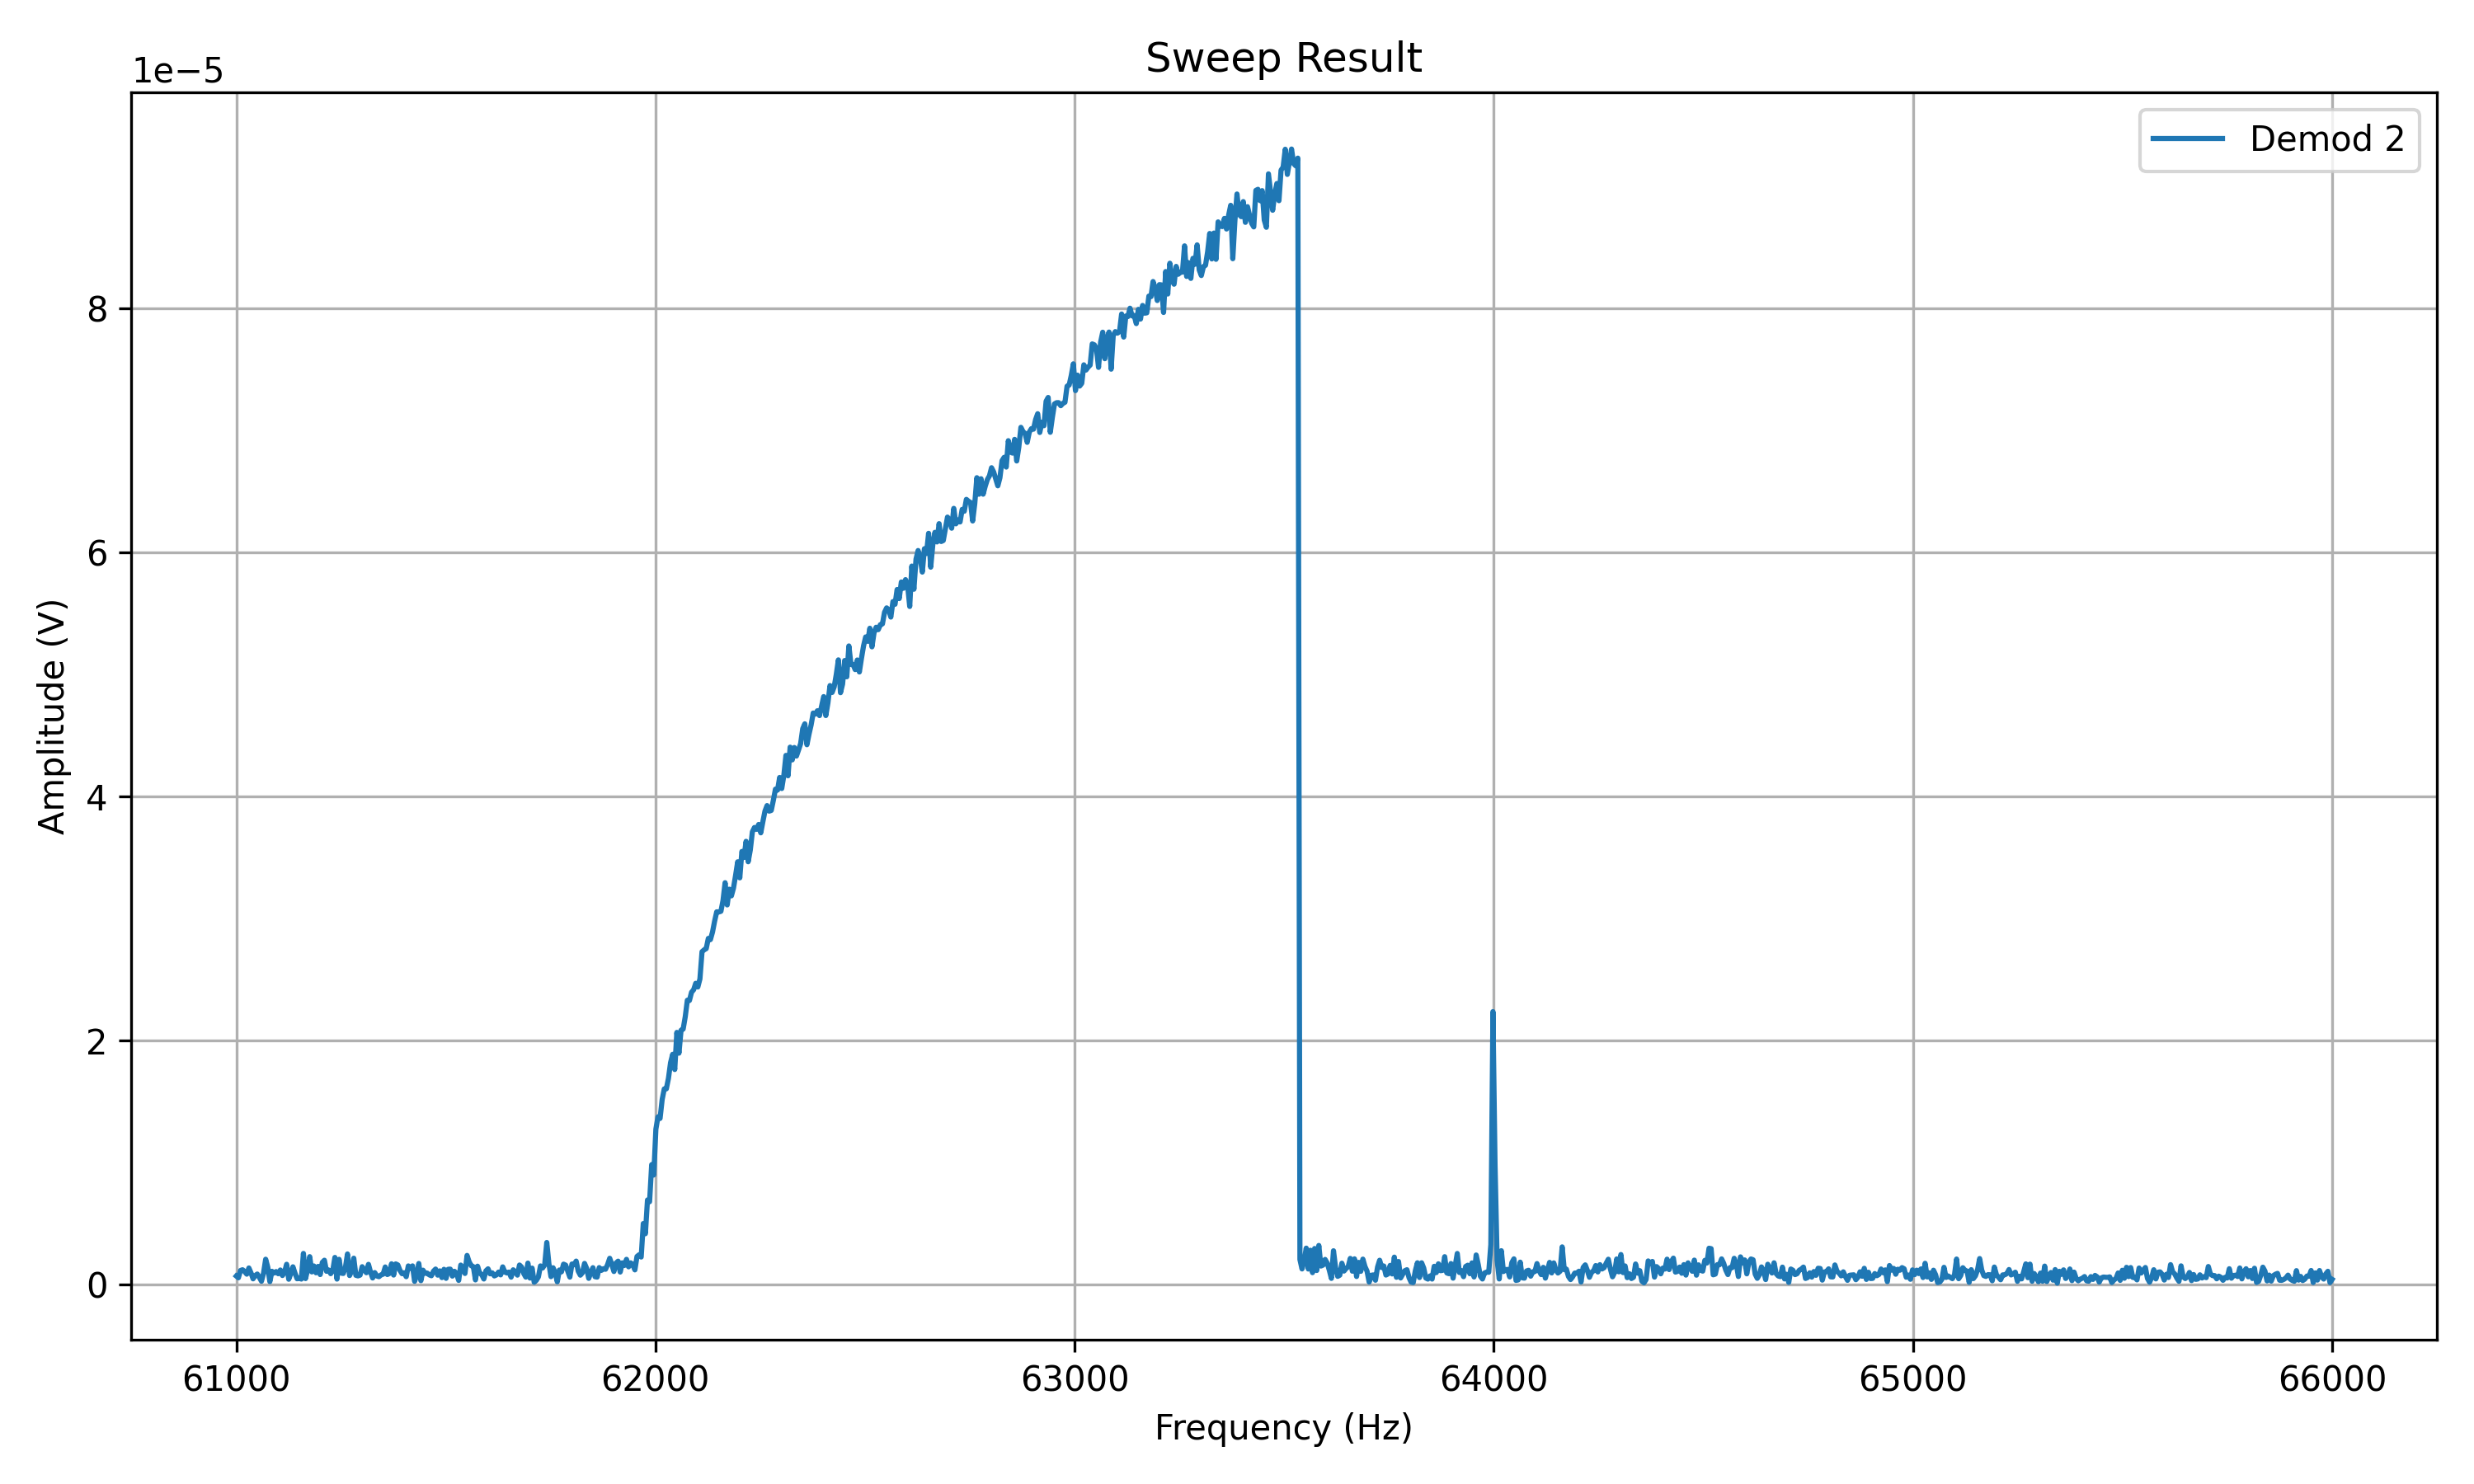 Sweep Result
1e−5
Demod 2
8
6
4
2
0
Amplitude (V)
61000 62000 63000 64000 65000 66000
Frequency (Hz)